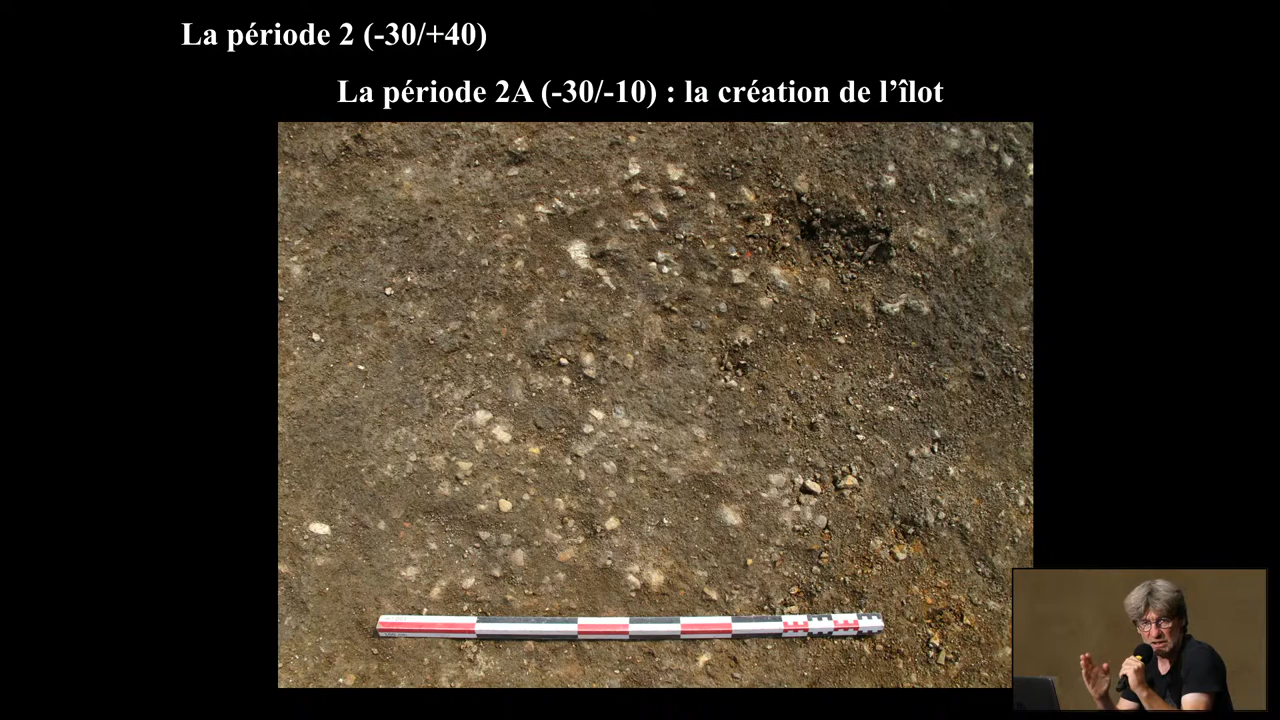 La période 2 (-30/+40)
La période 2A (-30/-10) : la création de l'îlot